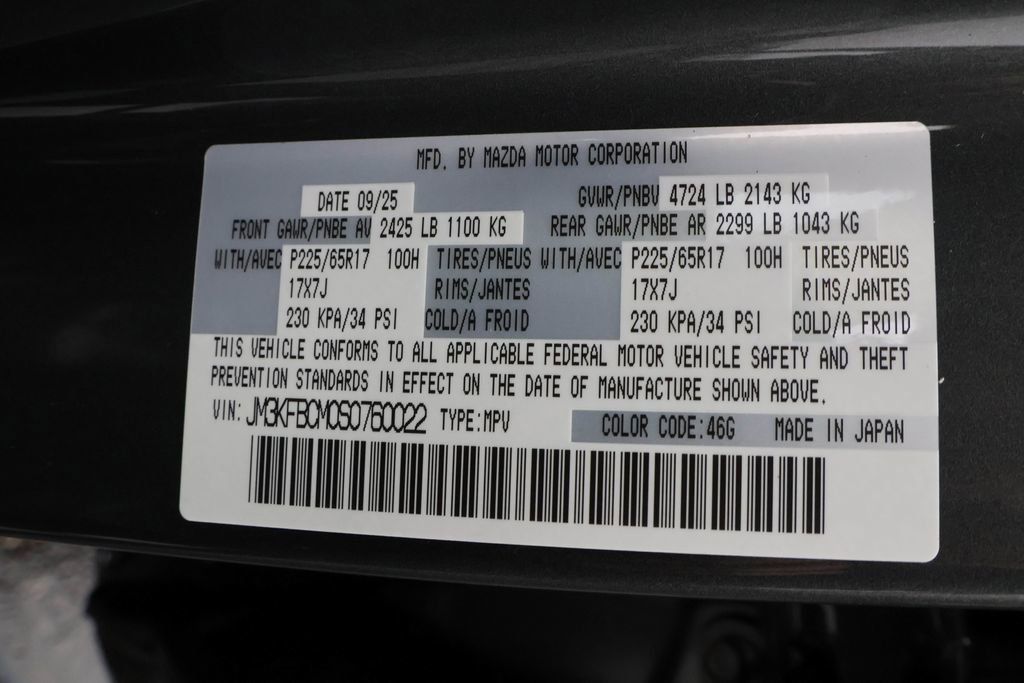 MFD. BY MAZDA MOTOR CORPORATION
DATE 09/25 GVWR/PNBV 4724 LB 2143 KG
FRONT GAWR/PNBE AV 2425 LB 1100 KG REAR GAWR/PNBE AR 2299 LB 1043 KG
WITH/AVEC P225/65R17 100H TIRES/PNEUS WITH/AVEC P225/65R17 100H TIRES/PNEUS
17X7J RIMS/JANTES 17X7J RIMS/JANTES
230 KPA/34 PSI COLD/A FROID 230 KPA/34 PSI COLD/A FROID
THIS VEHICLE CONFORMS TO ALL APPLICABLE FEDERAL MOTOR VEHICLE SAFETY AND THEFT
PREVENTION STANDARDS IN EFFECT ON THE DATE OF MANUFACTURE SHOWN ABOVE.
VIN: JM3KFBCM0S0760022 TYPE:MPV COLOR CODE:46G MADE IN JAPAN